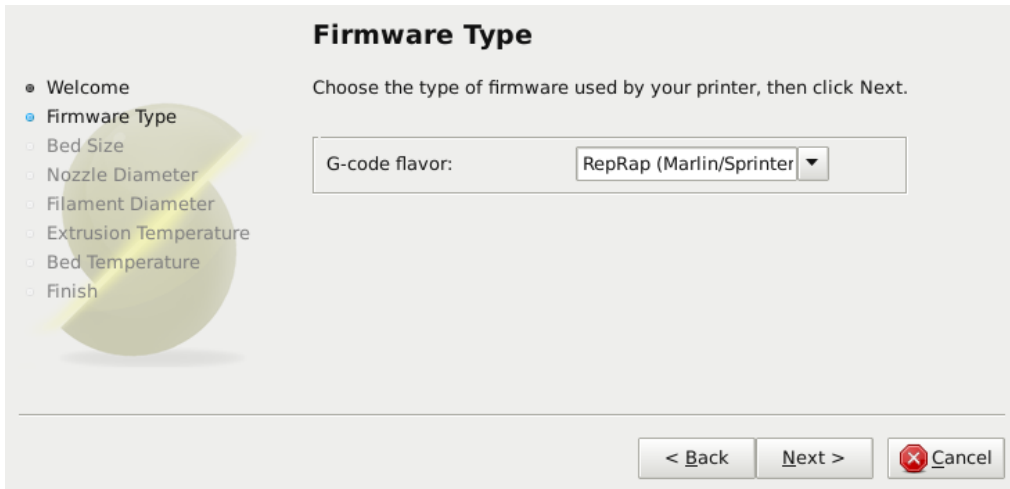 Firmware Type
Welcome
Firmware Type
Bed Size
Nozzle Diameter
Filament Diameter
Extrusion Temperature
Bed Temperature
Finish
Choose the type of firmware used by your printer, then click Next.
G-code flavor: RepRap (Marlin/Sprinter
< Back Next > Cancel